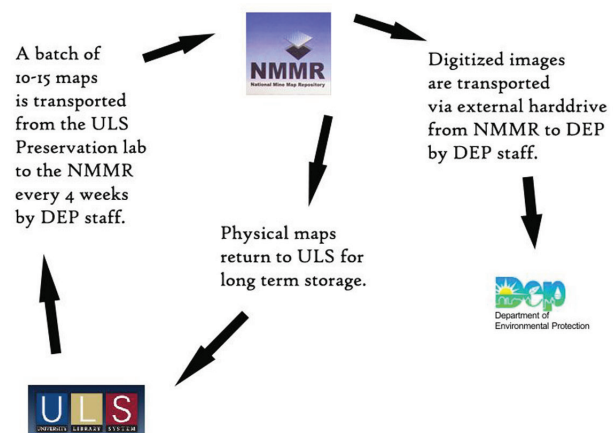 A batch of
10-15 maps
is transported
from the ULS
Preservation lab
to the NMMR
every 4 weeks
by DEP staff.
NMMR
National Mine Map Repository
Digitized images
are transported
via external harddrive
from NMMR to DEP
by DEP staff.
Physical maps
return to ULS for
long term storage.
Dep
Department of
Environmental Protection
ULS
UNIVERSITY LIBRARY SYSTEM